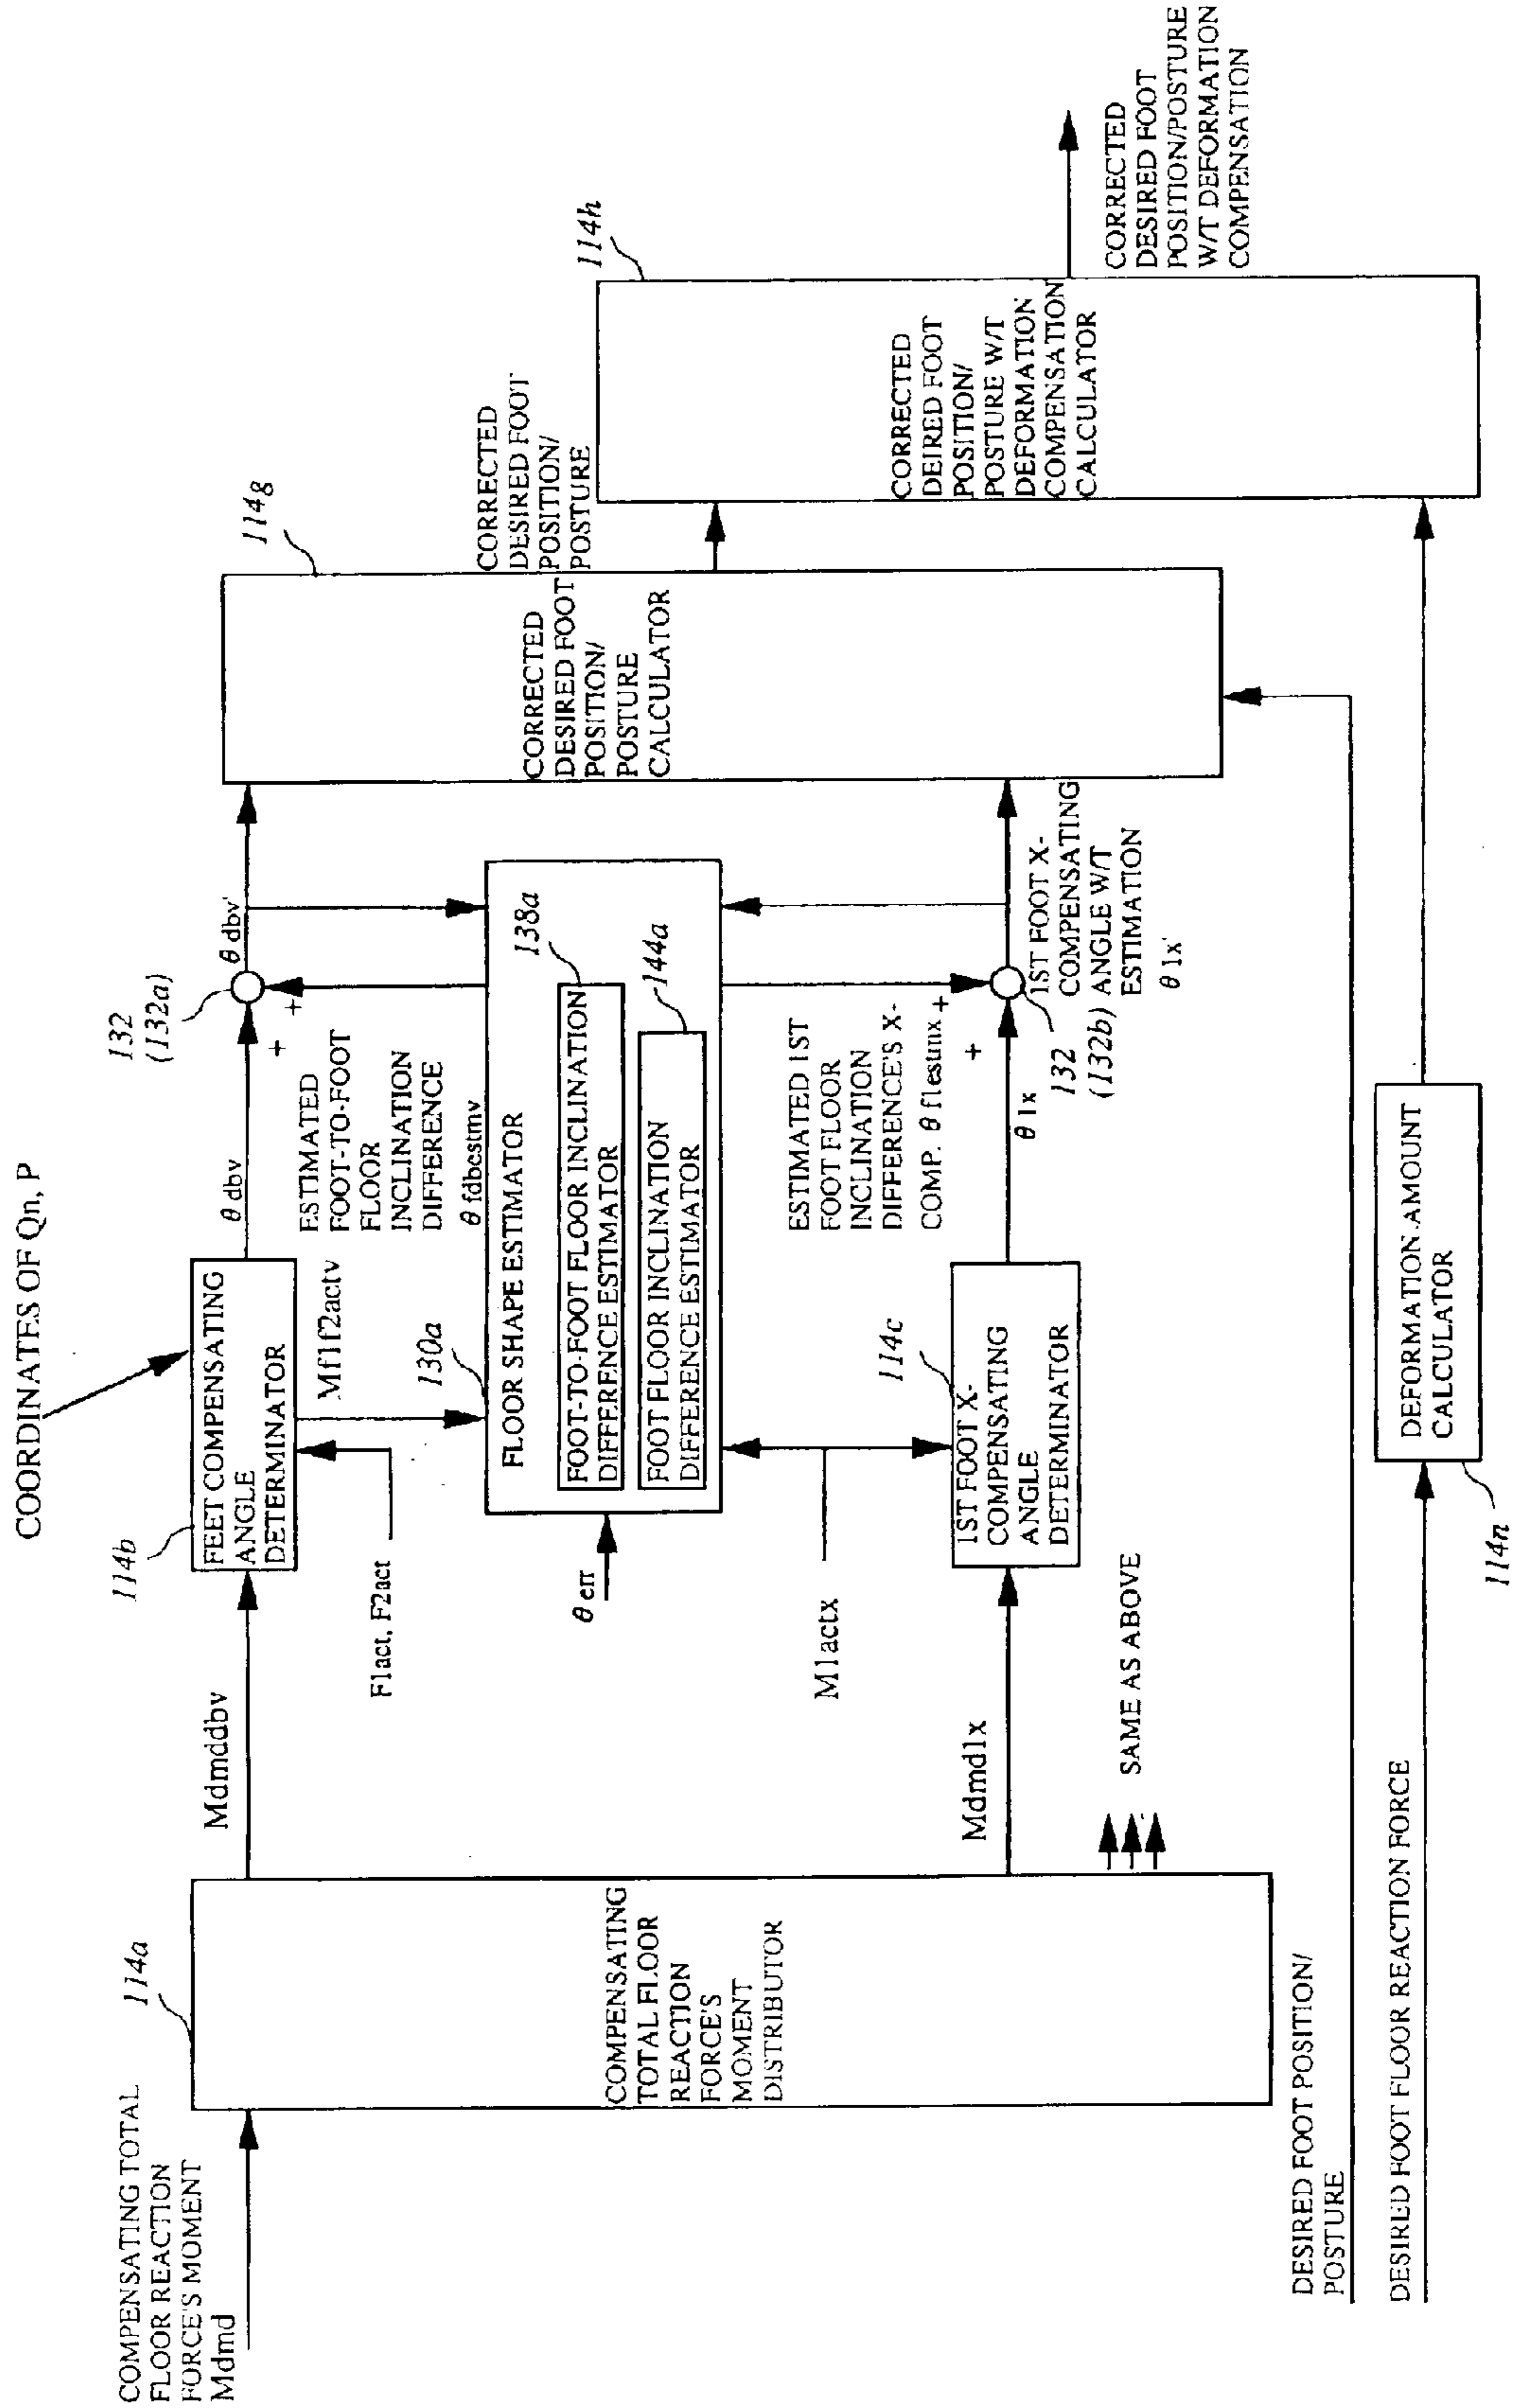 COORDINATES OF Qn, P
COMPENSATING TOTAL
FLOOR REACTION
FORCE'S MOMENT
Mdmd
114a
COMPENSATING
TOTAL FLOOR
REACTION
FORCE'S
MOMENT
DISTRIBUTOR
Mdmddbv
114b
FEET COMPENSATING
ANGLE
DETERMINATOR
F1act, F2act
Mf1f2actv
θ dbv
132
(132a)
+
+
θ dbv'
ESTIMATED
FOOT-TO-FOOT
FLOOR
INCLINATION
DIFFERENCE
θ fdbestmv
130a
θ err
FLOOR SHAPE ESTIMATOR
138a
FOOT-TO-FOOT FLOOR INCLINATION
DIFFERENCE ESTIMATOR
144a
FOOT FLOOR INCLINATION
DIFFERENCE ESTIMATOR
M1actx
ESTIMATED 1ST
FOOT FLOOR
INCLINATION
DIFFERENCE'S X-
COMP. θ f1estmx
+
+
Mdmd1x
114c
1ST FOOT X-
COMPENSATING
ANGLE
DETERMINATOR
θ 1x
132
(132b)
1ST FOOT X-
COMPENSATING
ANGLE W/T
ESTIMATION
θ 1x'
SAME AS ABOVE
114g
CORRECTED
DESIRED FOOT
POSITION/
POSTURE
CALCULATOR
CORRECTED
DESIRED FOOT
POSITION/
POSTURE
114h
CORRECTED
DEIRED FOOT
POSITION/
POSTURE W/T
DEFORMATION
COMPENSATION
CALCULATOR
CORRECTED
DESIRED FOOT
POSITION/POSTURE
W/T DEFORMATION
COMPENSATION
DESIRED FOOT POSITION/
POSTURE
DESIRED FOOT FLOOR REACTION FORCE
DEFORMATION AMOUNT
CALCULATOR
114n